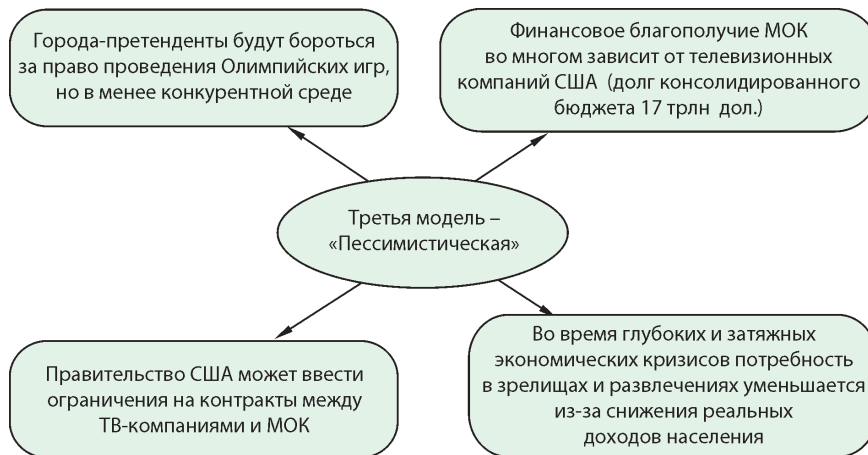 Города-претенденты будут бороться
за право проведения Олимпийских игр,
но в менее конкурентной среде
Финансовое благополучие МОК
во многом зависит от телевизионных
компаний США (долг консолидированного
бюджета 17 трлн дол.)
Третья модель –
«Пессимистическая»
Правительство США может ввести
ограничения на контракты между
ТВ-компаниями и МОК
Во время глубоких и затяжных
экономических кризисов потребность
в зрелищах и развлечениях уменьшается
из-за снижения реальных
доходов населения